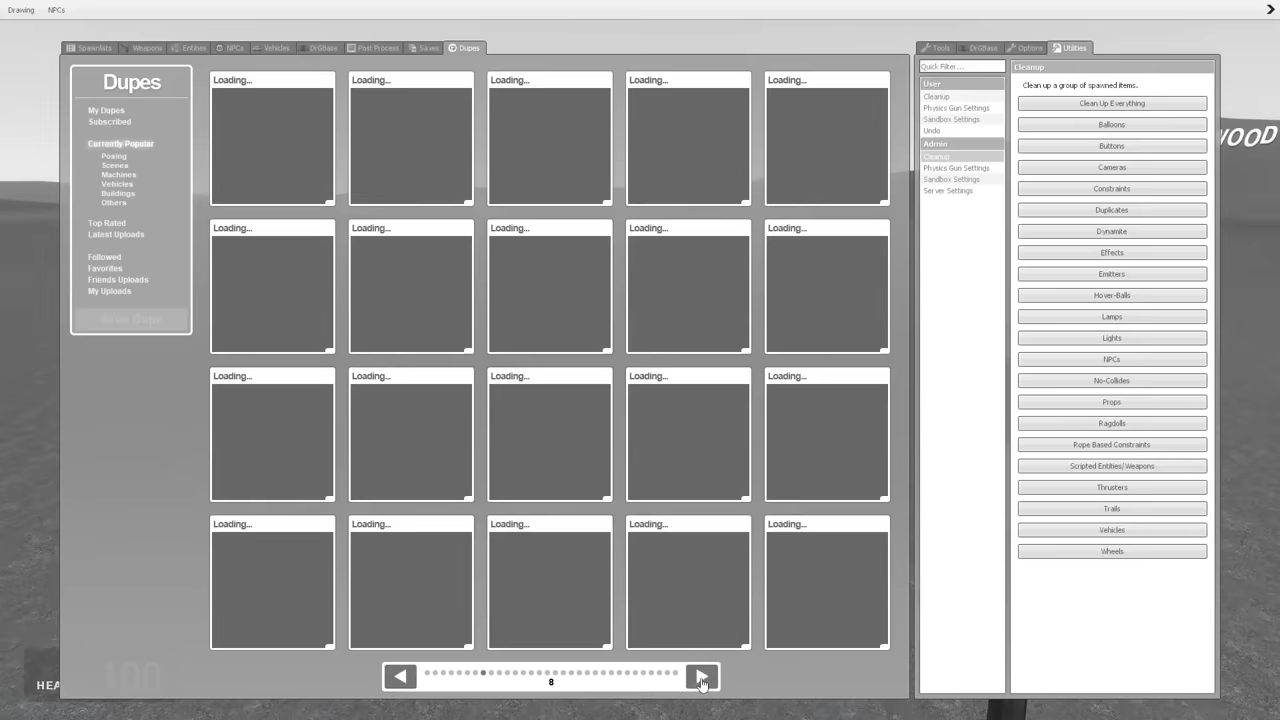 Drawing NPCs
Spawnlists Weapons Entities NPCs Vehicles DrGBase Post Process Saves Dupes
Tools DrGBase Options Utilities
Dupes
My Dupes
Subscribed
Currently Popular
Posing
Scenes
Machines
Vehicles
Buildings
Others
Top Rated
Latest Uploads
Followed
Favorites
Friends Uploads
My Uploads
Save Dupe
Loading... Loading... Loading... Loading... Loading...
Loading... Loading... Loading... Loading... Loading...
Loading... Loading... Loading... Loading... Loading...
Loading... Loading... Loading... Loading... Loading...
8
Quick Filter...
User
Cleanup
Physics Gun Settings
Sandbox Settings
Undo
Admin
Cleanup
Physics Gun Settings
Sandbox Settings
Server Settings
Cleanup
Clean up a group of spawned items.
Clean Up Everything
Balloons
Buttons
Cameras
Constraints
Duplicates
Dynamite
Effects
Emitters
Hover-Balls
Lamps
Lights
NPCs
No-Collides
Props
Ragdolls
Rope Based Constraints
Scripted Entities/Weapons
Thrusters
Trails
Vehicles
Wheels
WOOD
HEA
100